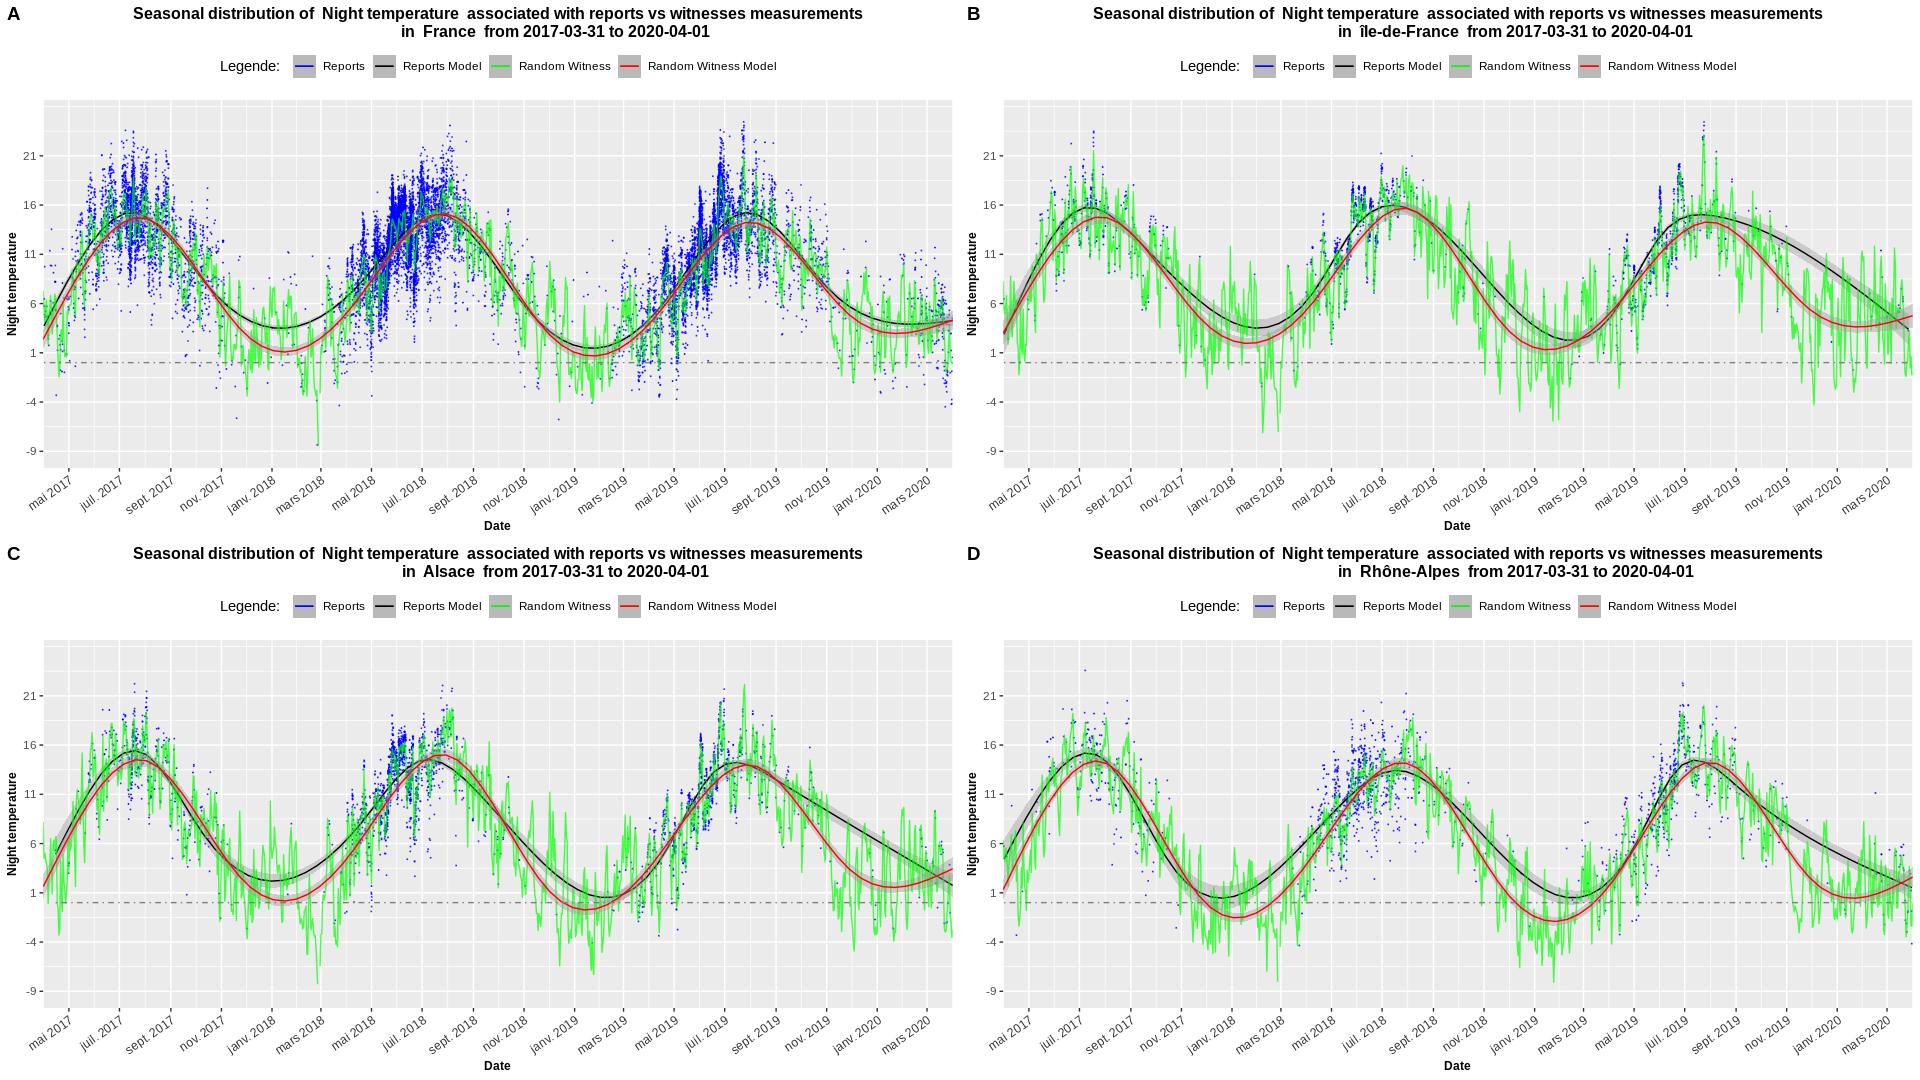 A
Seasonal distribution of Night temperature associated with reports vs witnesses measurements
in France from 2017-03-31 to 2020-04-01
Legende: Reports Reports Model Random Witness Random Witness Model
Night temperature
21
16
11
6
1
-4
-9
mai 2017 juil. 2017 sept. 2017 nov. 2017 janv. 2018 mars 2018 mai 2018 juil. 2018 sept. 2018 nov. 2018 janv. 2019 mars 2019 mai 2019 juil. 2019 sept. 2019 nov. 2019 janv. 2020 mars 2020
Date
B
Seasonal distribution of Night temperature associated with reports vs witnesses measurements
in île-de-France from 2017-03-31 to 2020-04-01
Legende: Reports Reports Model Random Witness Random Witness Model
Night temperature
21
16
11
6
1
-4
-9
mai 2017 juil. 2017 sept. 2017 nov. 2017 janv. 2018 mars 2018 mai 2018 juil. 2018 sept. 2018 nov. 2018 janv. 2019 mars 2019 mai 2019 juil. 2019 sept. 2019 nov. 2019 janv. 2020 mars 2020
Date
C
Seasonal distribution of Night temperature associated with reports vs witnesses measurements
in Alsace from 2017-03-31 to 2020-04-01
Legende: Reports Reports Model Random Witness Random Witness Model
Night temperature
21
16
11
6
1
-4
-9
mai 2017 juil. 2017 sept. 2017 nov. 2017 janv. 2018 mars 2018 mai 2018 juil. 2018 sept. 2018 nov. 2018 janv. 2019 mars 2019 mai 2019 juil. 2019 sept. 2019 nov. 2019 janv. 2020 mars 2020
Date
D
Seasonal distribution of Night temperature associated with reports vs witnesses measurements
in Rhône-Alpes from 2017-03-31 to 2020-04-01
Legende: Reports Reports Model Random Witness Random Witness Model
Night temperature
21
16
11
6
1
-4
-9
mai 2017 juil. 2017 sept. 2017 nov. 2017 janv. 2018 mars 2018 mai 2018 juil. 2018 sept. 2018 nov. 2018 janv. 2019 mars 2019 mai 2019 juil. 2019 sept. 2019 nov. 2019 janv. 2020 mars 2020
Date